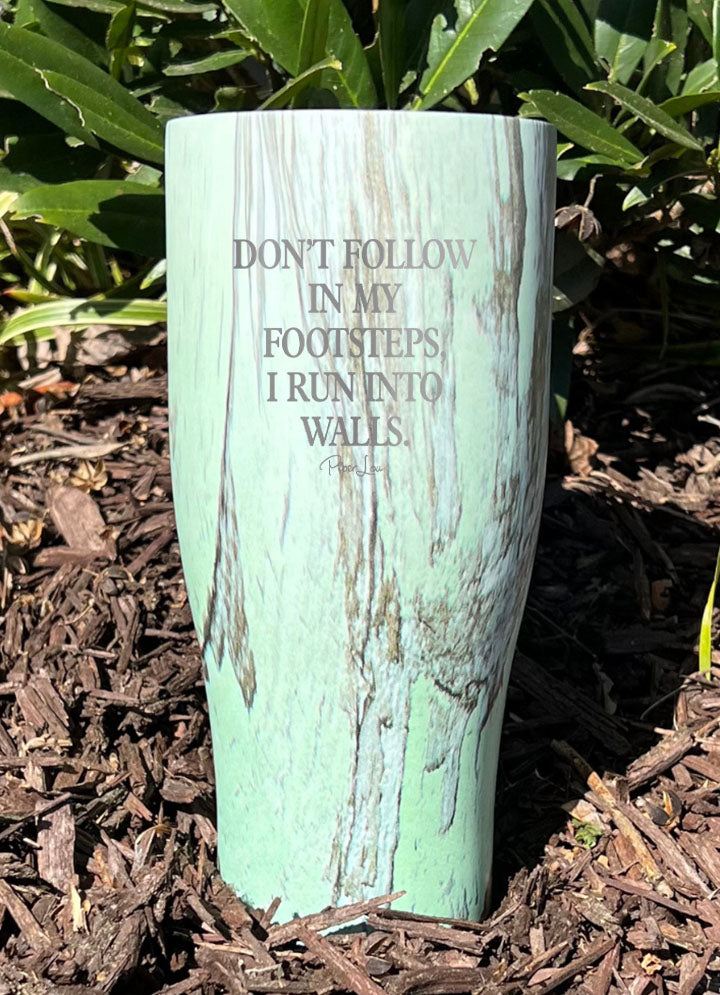 DON'T FOLLOW
IN MY
FOOTSTEPS,
I RUN INTO
WALLS.
Piper Lou